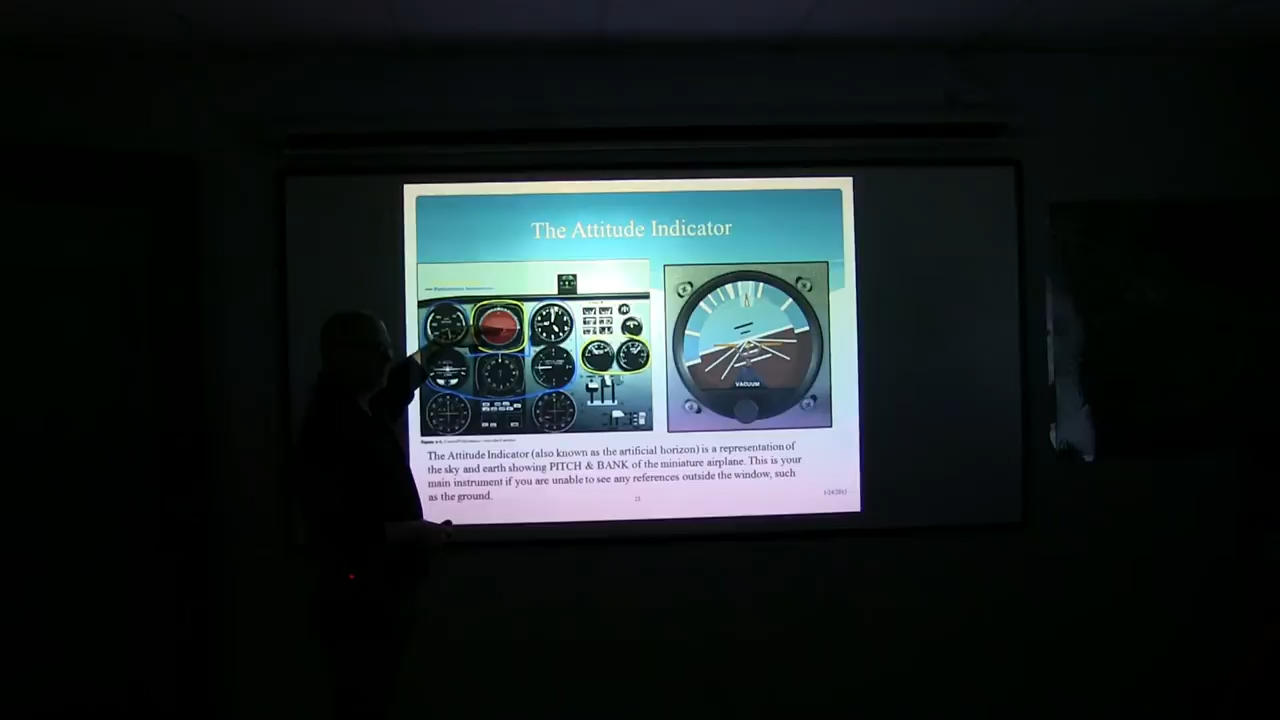 The Attitude Indicator
VACUUM
The Attitude Indicator (also known as the artificial horizon) is a representation of
the sky and earth showing PITCH & BANK of the miniature airplane. This is your
main instrument if you are unable to see any references outside the window, such
as the ground.